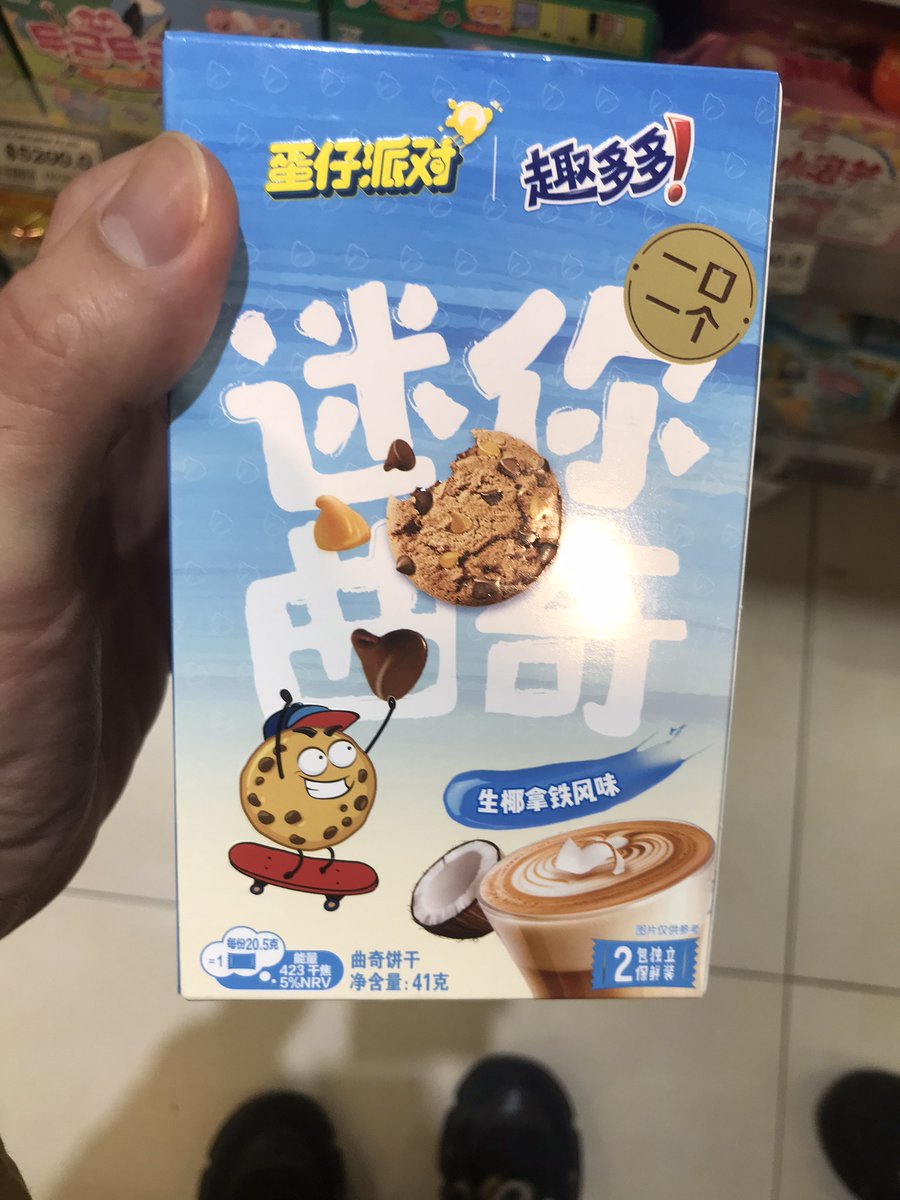 蛋仔派对
趣多多!
一口
一个
迷你
曲奇
生椰拿铁风味
图片仅供参考
每份20.5克
=1
能量
423 千焦
5%NRV
曲奇饼干
净含量:41克
2包独立
保鲜装